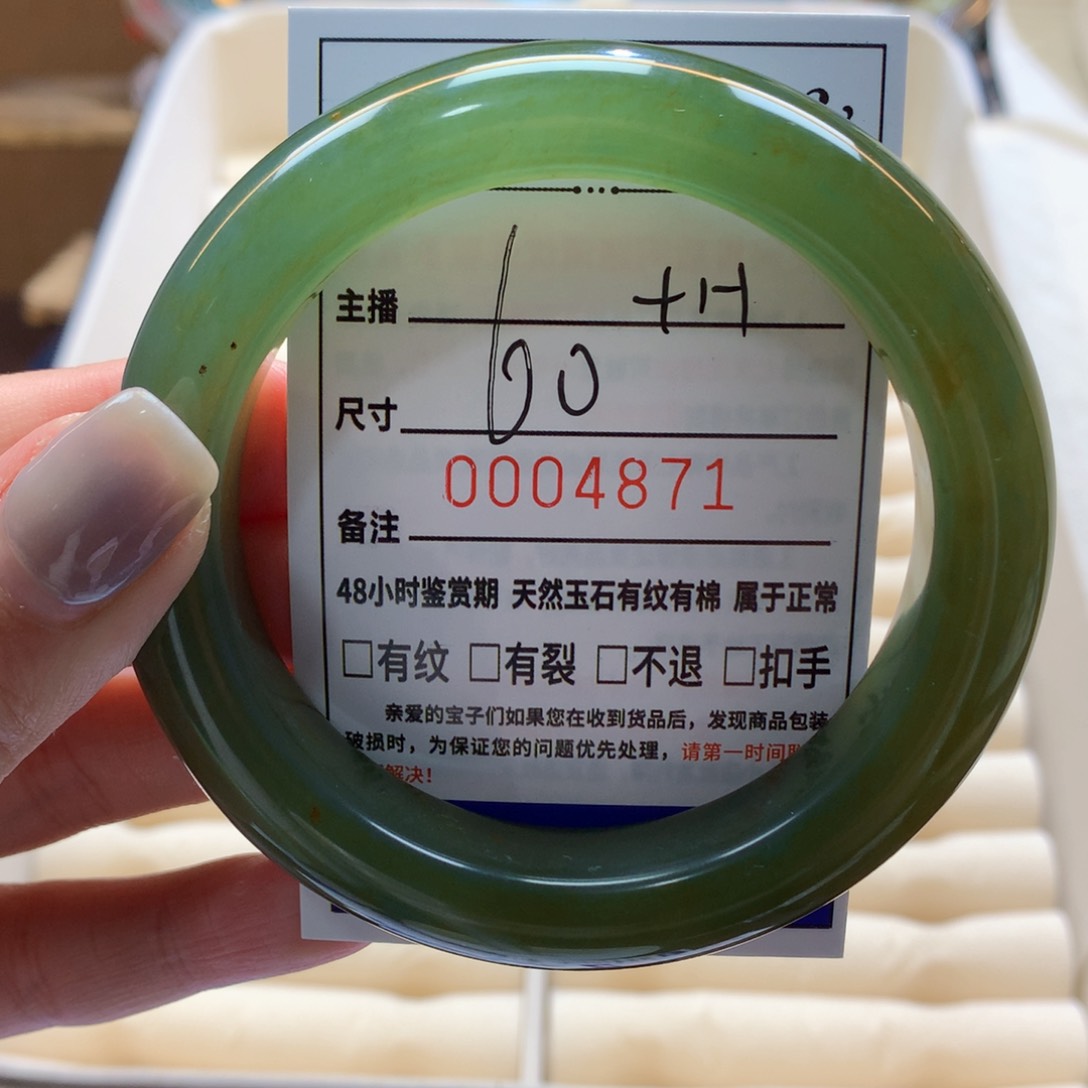 主播
60
尺寸
0004871
备注
48小时鉴赏期 天然玉石有纹有棉 属于正常
□有纹 □有裂 □不退 □扣手
亲爱的宝子们如果您在收到货品后，发现商品包装
破损时，为保证您的问题优先处理，请第一时间
解决！